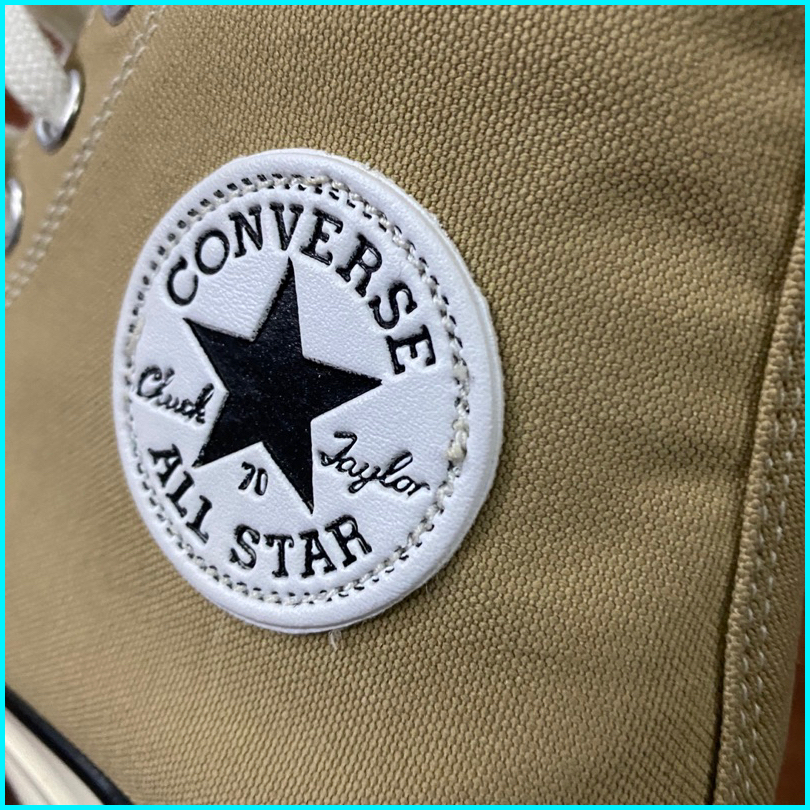 CONVERSE
Chuck Taylor
70
ALL STAR